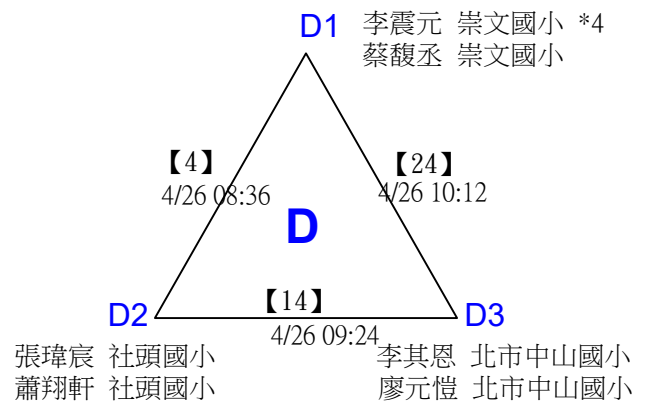 D1 李震元 崇文國小 *4
蔡馥丞 崇文國小
【4】
4/26 08:36
【24】
4/26 10:12
D
【14】
4/26 09:24
D2
張瑋宸 社頭國小
蕭翔軒 社頭國小
D3
李其恩 北市中山國小
廖元愷 北市中山國小